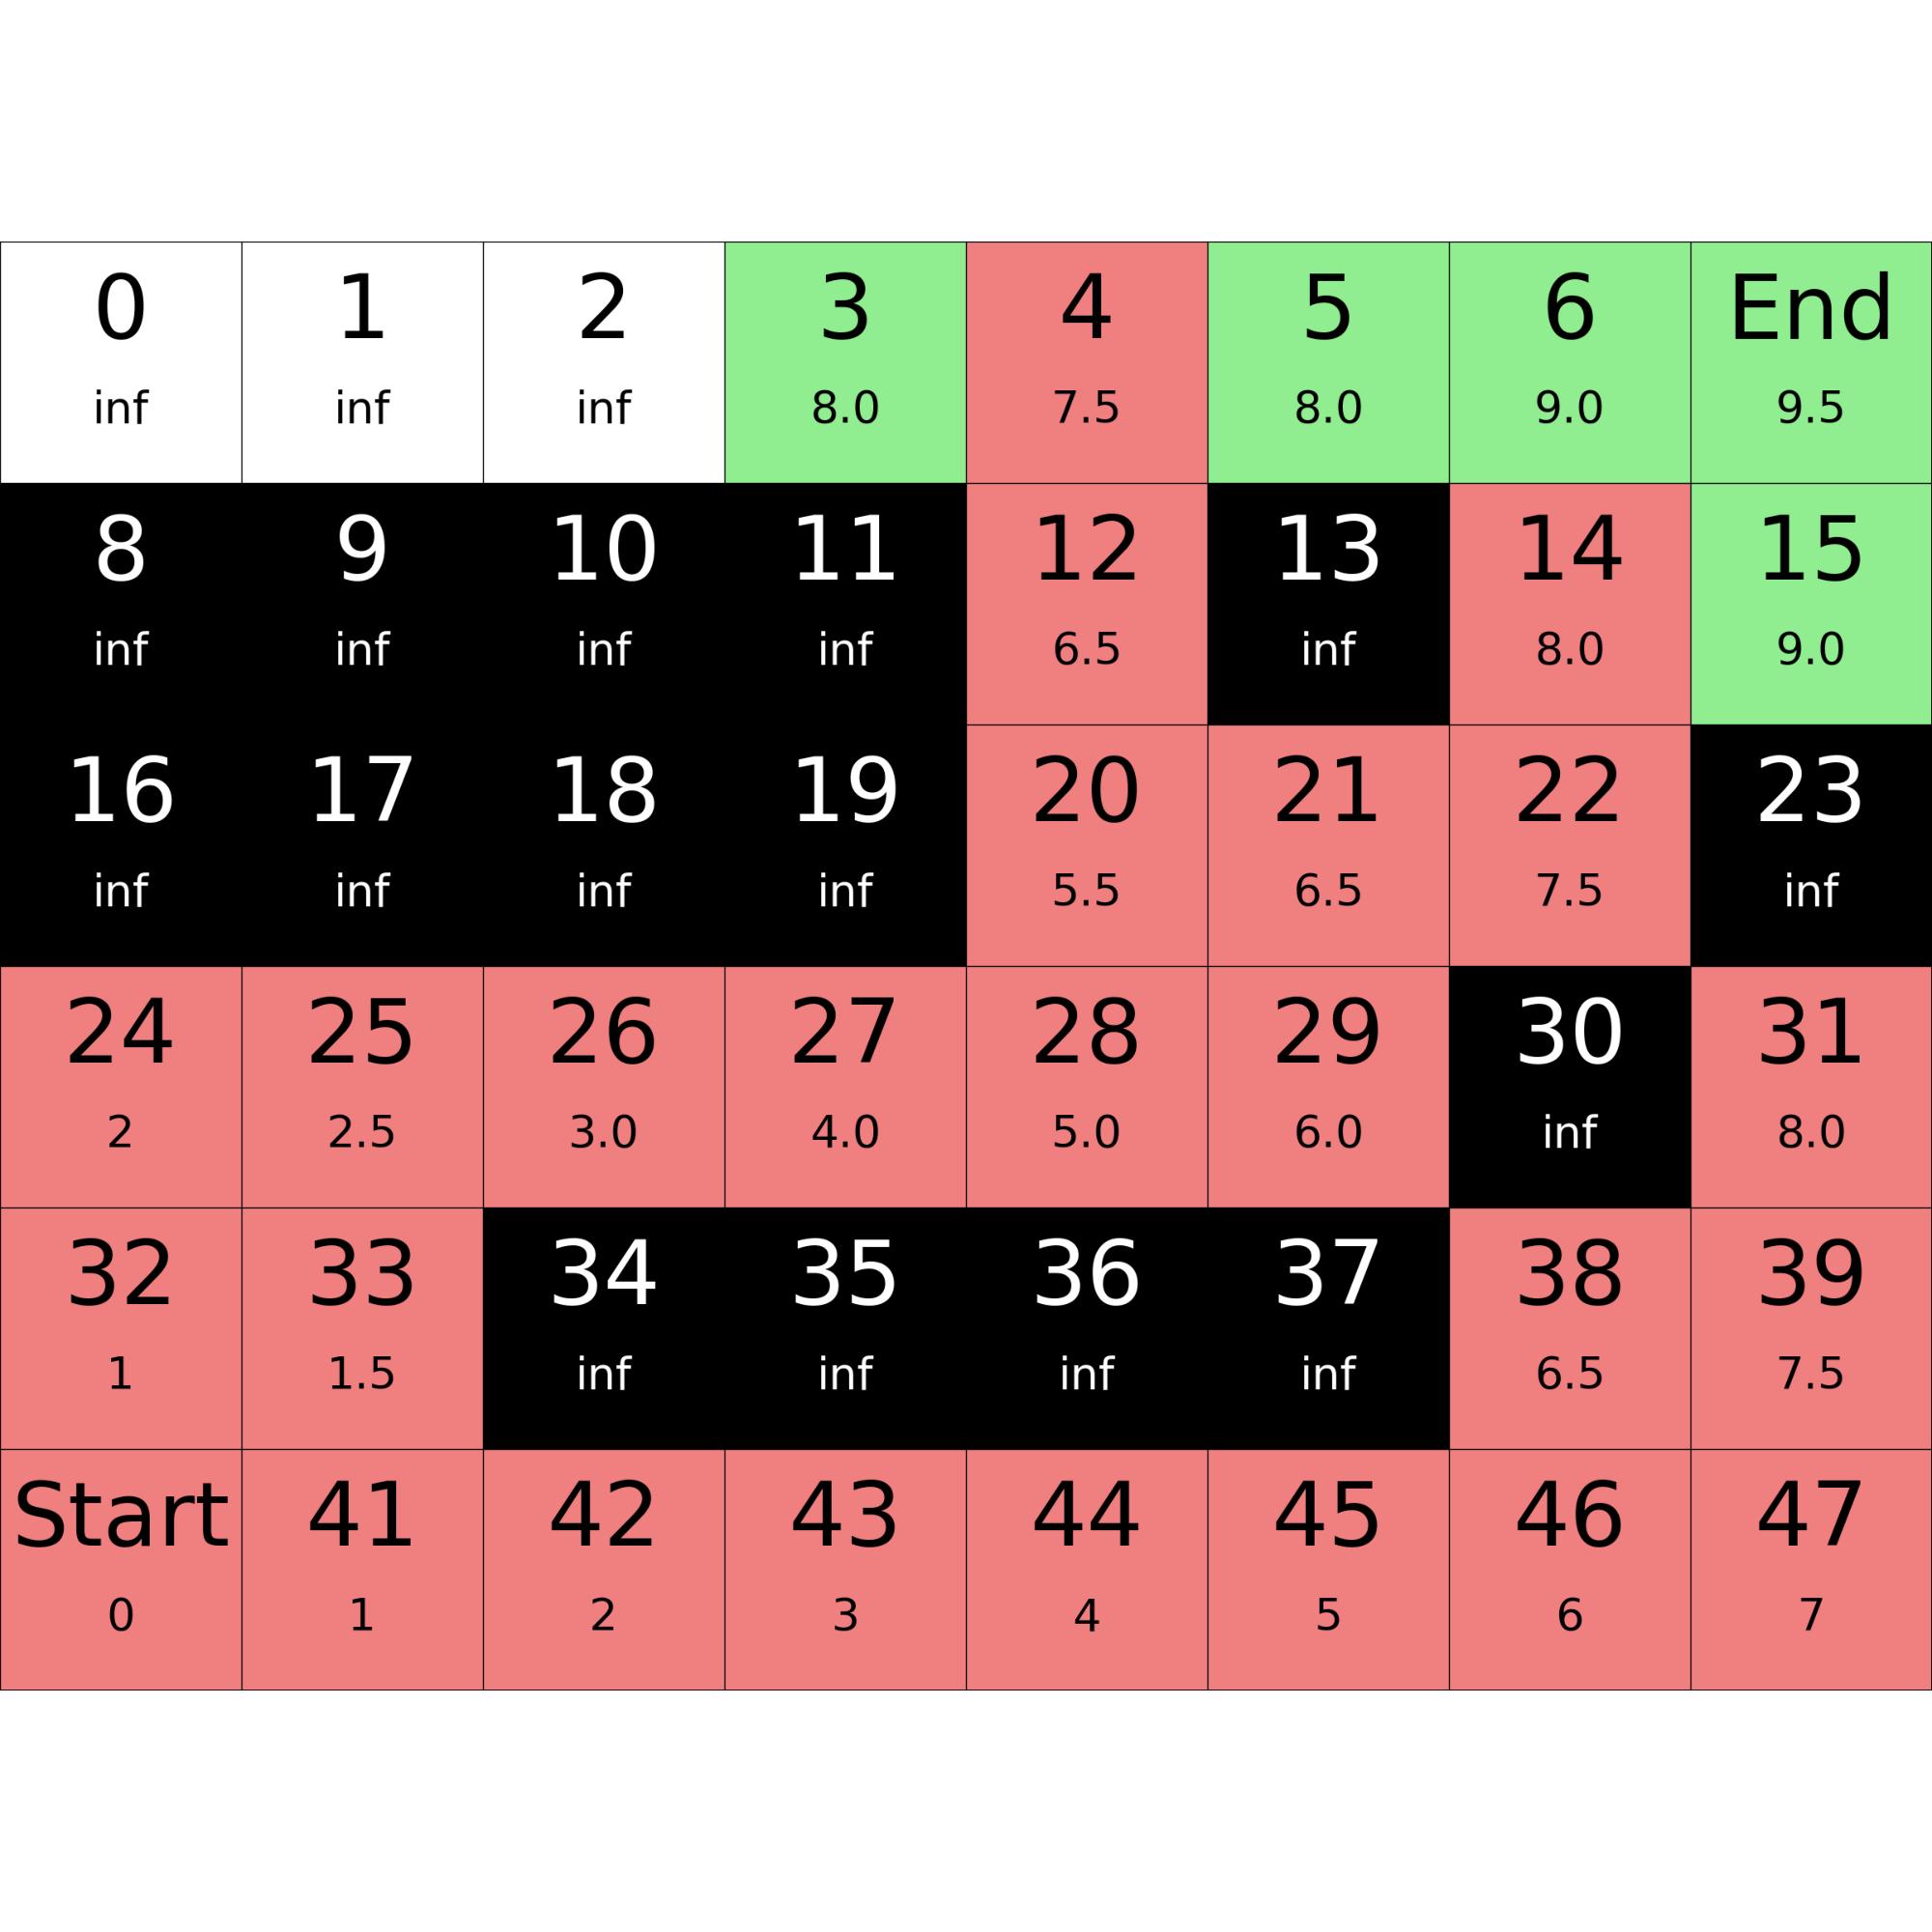 0 1 2 3 4 5 6 End
inf inf inf 8.0 7.5 8.0 9.0 9.5
8 9 10 11 12 13 14 15
inf inf inf inf 6.5 inf 8.0 9.0
16 17 18 19 20 21 22 23
inf inf inf inf 5.5 6.5 7.5 inf
24 25 26 27 28 29 30 31
2 2.5 3.0 4.0 5.0 6.0 inf 8.0
32 33 34 35 36 37 38 39
1 1.5 inf inf inf inf 6.5 7.5
Start 41 42 43 44 45 46 47
0 1 2 3 4 5 6 7